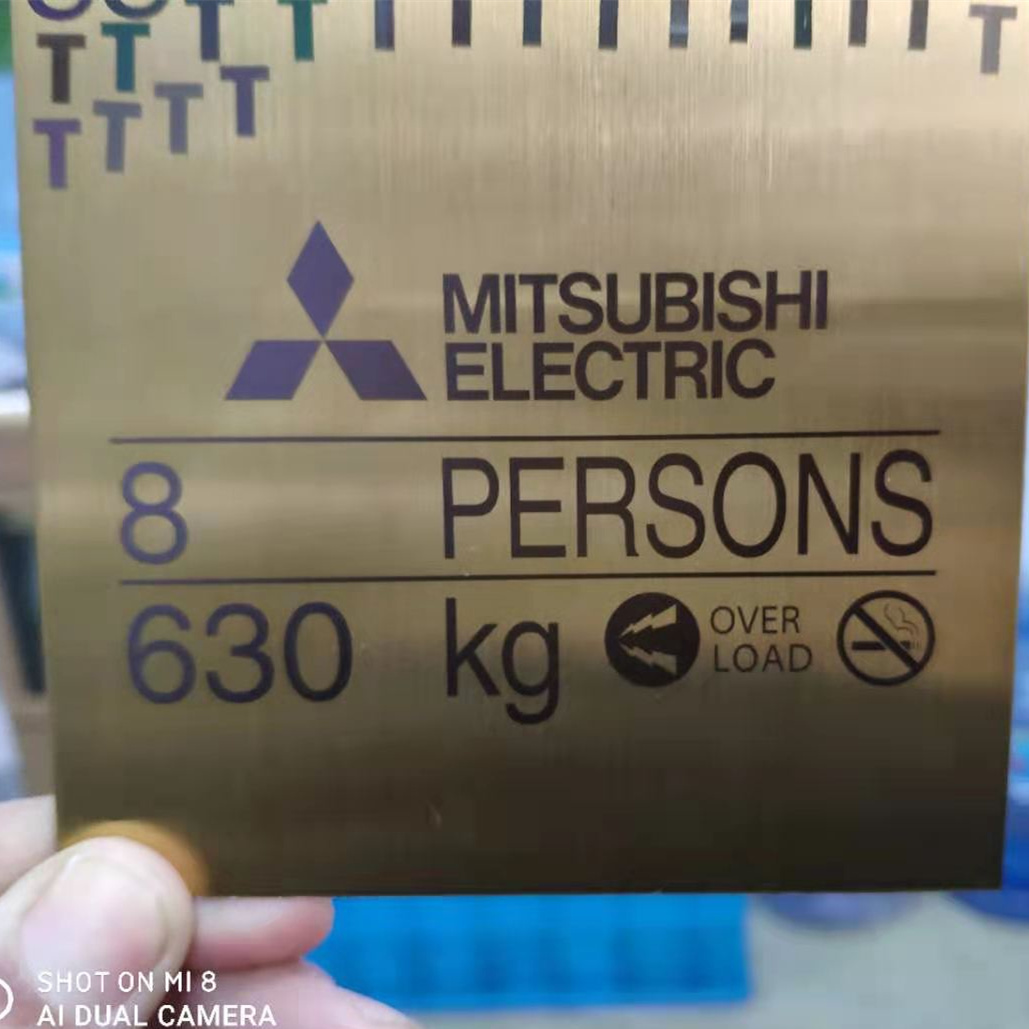 T T T T
T T T T T
MITSUBISHI
ELECTRIC
8 PERSONS
630 kg OVER
LOAD
SHOT ON MI 8
AI DUAL CAMERA